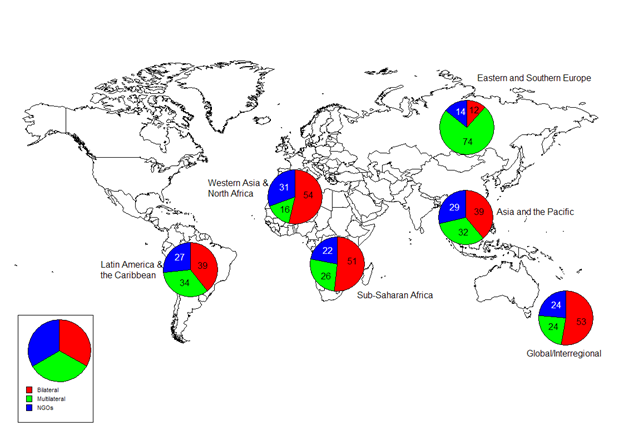 Eastern and Southern Europe
14
12
74
Western Asia &
North Africa
31
54
16
29
39
32
Asia and the Pacific
Latin America &
the Caribbean
27
39
34
22
51
26
Sub-Saharan Africa
24
53
24
Global/Interregional
Bilateral
Multilateral
NGOs